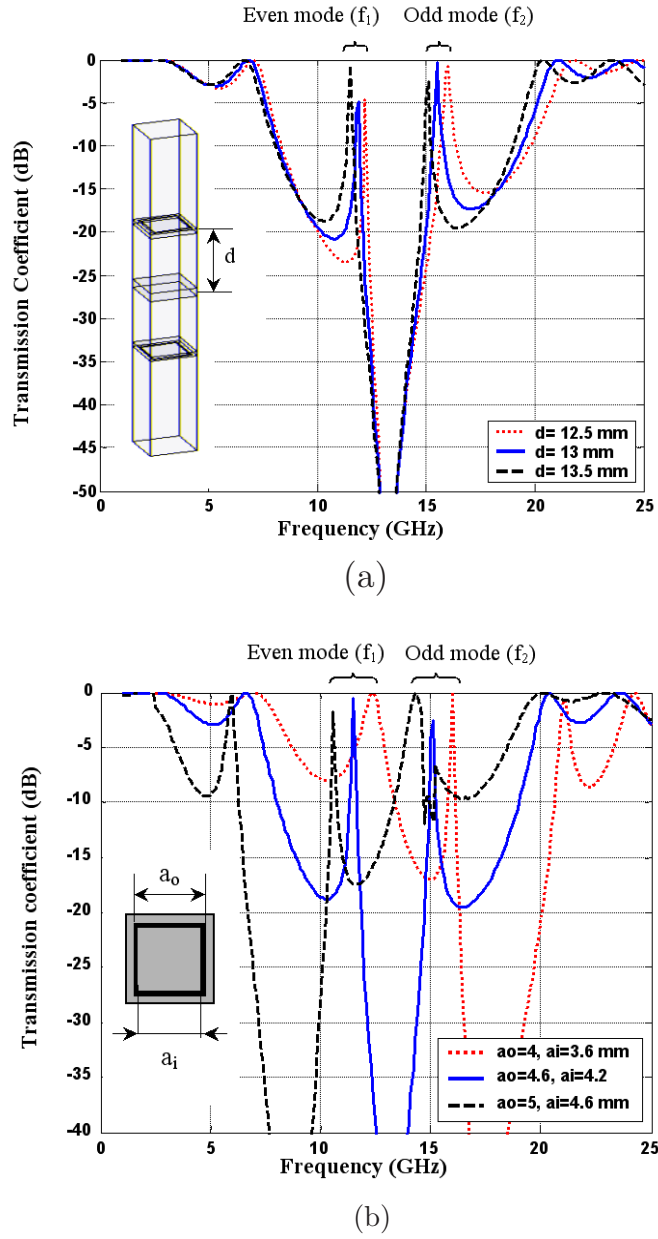 Even mode (f₁)
Odd mode (f₂)
0
-5
-10
-15
-20
-25
-30
-35
-40
-45
-50
Transmission Coefficient (dB)
d
d= 12.5 mm
d= 13 mm
d= 13.5 mm
0
5
10
15
20
25
Frequency (GHz)
(a)
Even mode (f₁)
Odd mode (f₂)
0
-5
-10
-15
-20
-25
-30
-35
-40
Transmission coefficient (dB)
aₒ
aᵢ
ao=4, ai=3.6 mm
ao=4.6, ai=4.2
ao=5, ai=4.6 mm
0
5
10
15
20
25
Frequency (GHz)
(b)